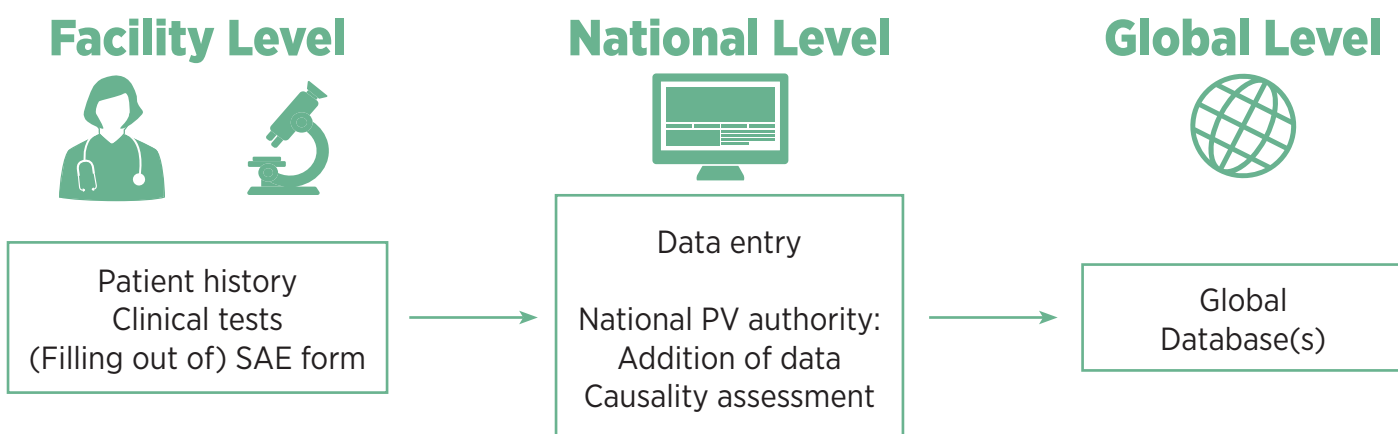 Facility Level
Patient history
Clinical tests
(Filling out of) SAE form
National Level
Data entry
National PV authority:
Addition of data
Causality assessment
Global Level
Global
Database(s)